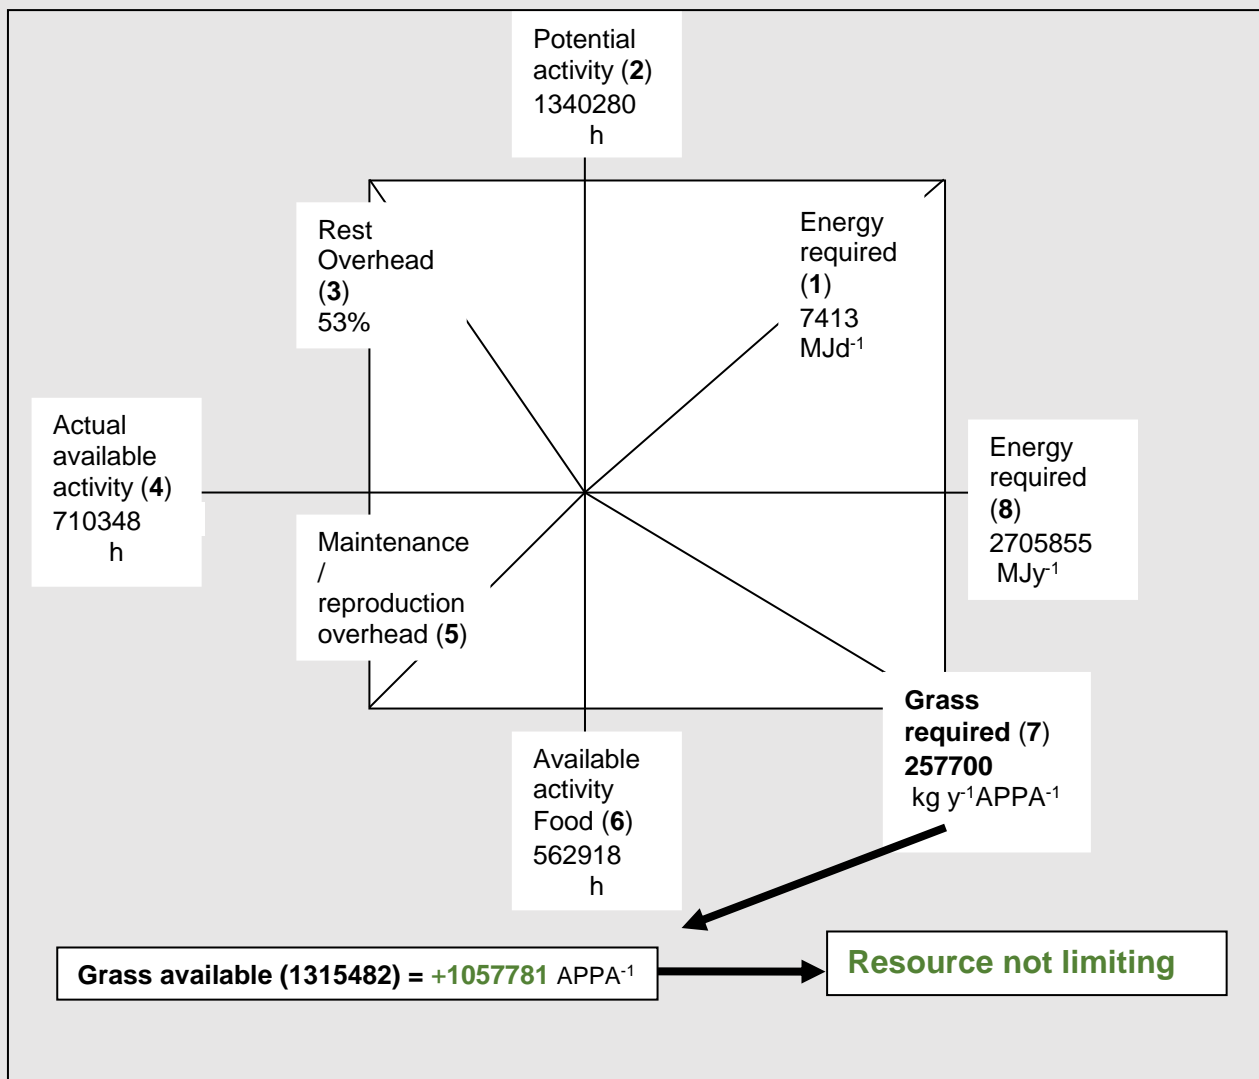 Potential
activity (2)
1340280
h
Rest
Overhead
(3)
53%
Energy
required
(1)
7413
MJd⁻¹
Actual
available
activity (4)
710348
h
Energy
required
(8)
2705855
MJy⁻¹
Maintenance
/
reproduction
overhead (5)
Grass
required (7)
257700
kg y⁻¹APPA⁻¹
Available
activity
Food (6)
562918
h
Grass available (1315482) = +1057781 APPA⁻¹
Resource not limiting